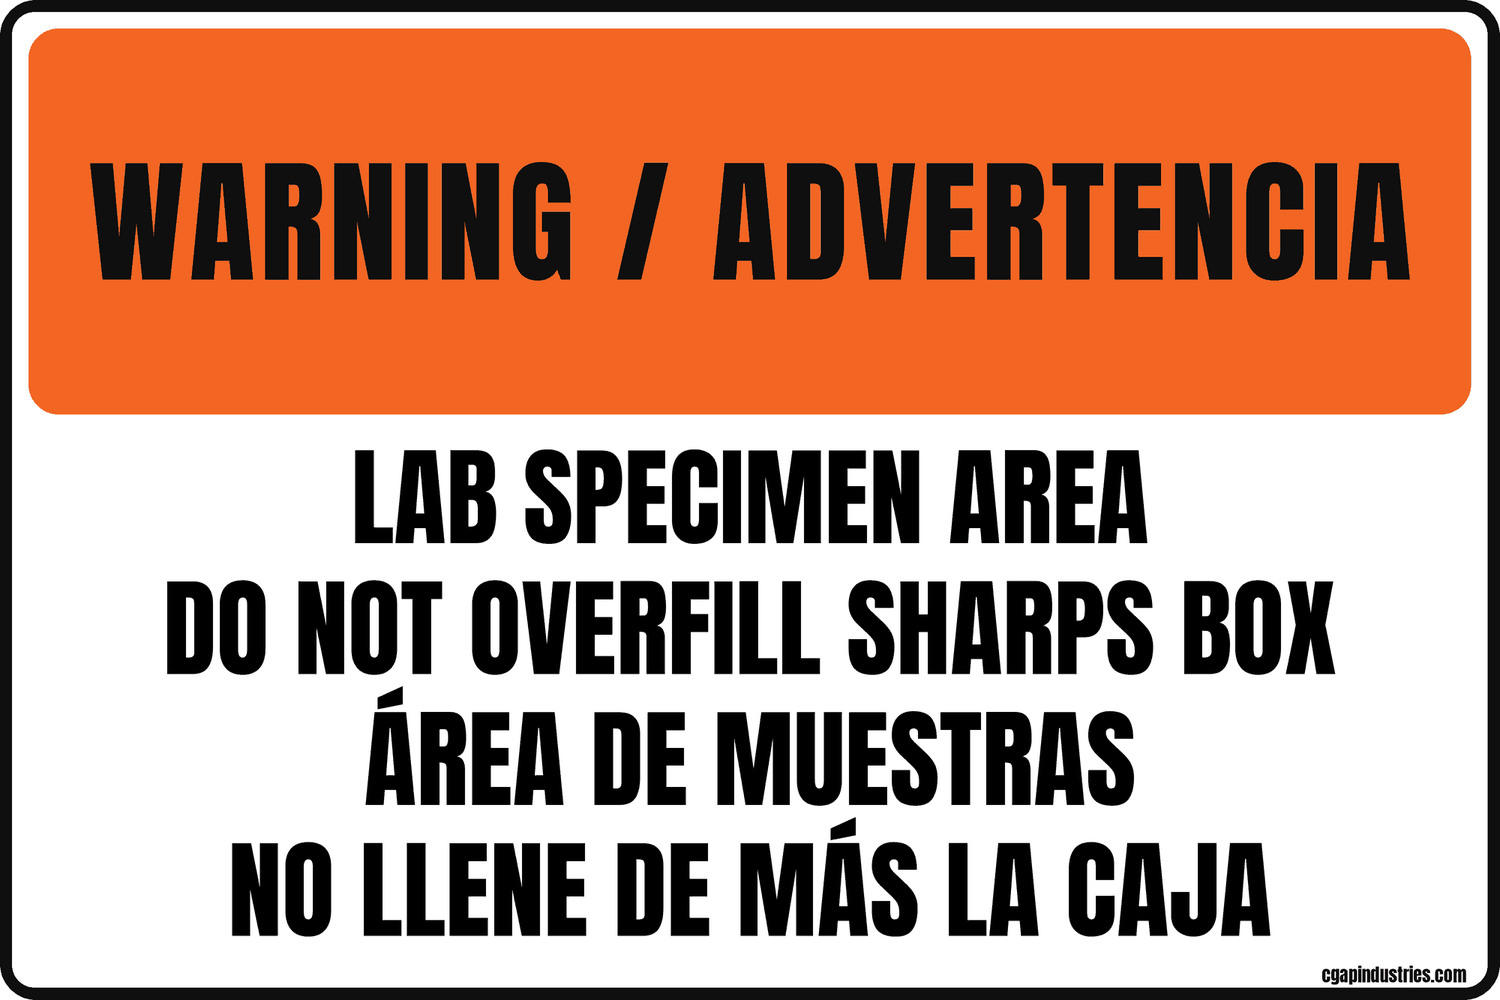 WARNING / ADVERTENCIA
LAB SPECIMEN AREA
DO NOT OVERFILL SHARPS BOX
ÁREA DE MUESTRAS
NO LLENE DE MÁS LA CAJA
cgapindustries.com